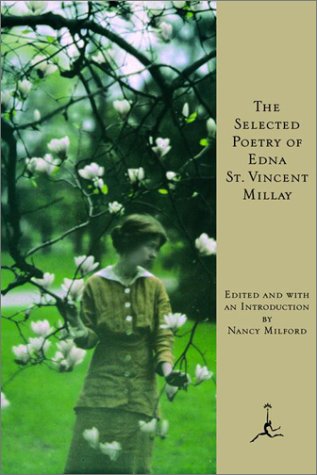 The
Selected
Poetry of
Edna
St. Vincent
Millay
Edited and with
an Introduction
by
Nancy Milford